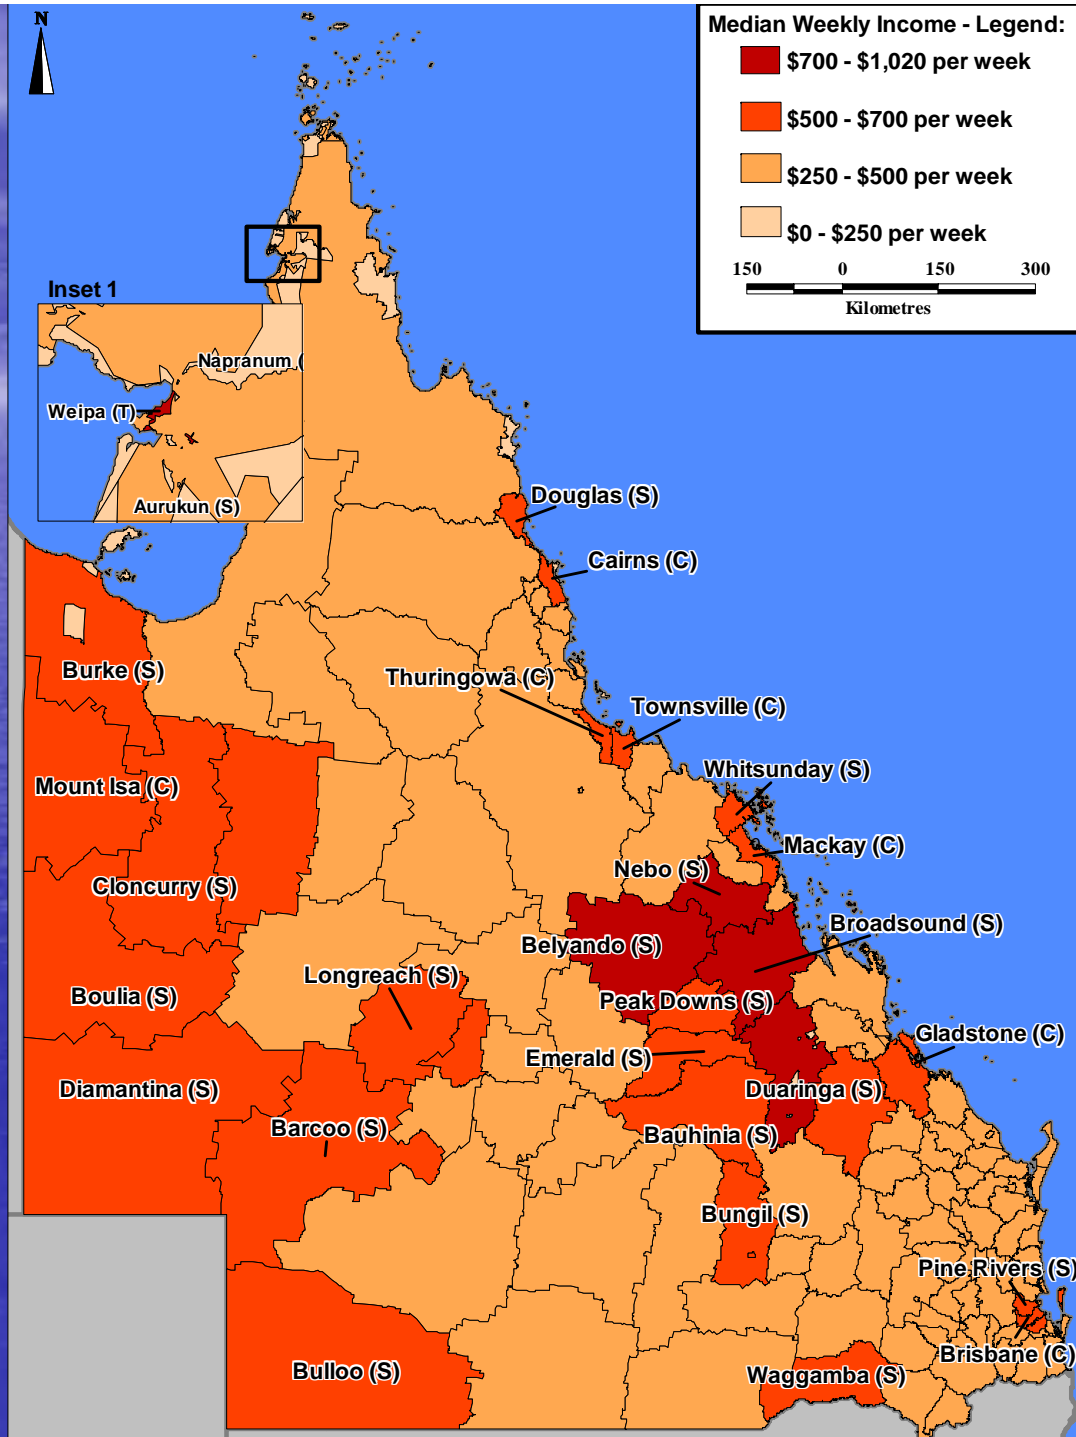 N
Median Weekly Income - Legend:
$700 - $1,020 per week
$500 - $700 per week
$250 - $500 per week
$0 - $250 per week
150 0 150 300
Kilometres
Inset 1
Napranum (
Weipa (T)
Aurukun (S)
Douglas (S)
Cairns (C)
Burke (S)
Thuringowa (C)
Townsville (C)
Whitsunday (S)
Mount Isa (C)
Mackay (C)
Nebo (S)
Cloncurry (S)
Broadsound (S)
Belyando (S)
Longreach (S)
Boulia (S)
Peak Downs (S)
Gladstone (C)
Emerald (S)
Diamantina (S)
Duaringa (S)
Barcoo (S)
Bauhinia (S)
Bungil (S)
Pine Rivers (S)
Brisbane (C)
Bulloo (S)
Waggamba (S)